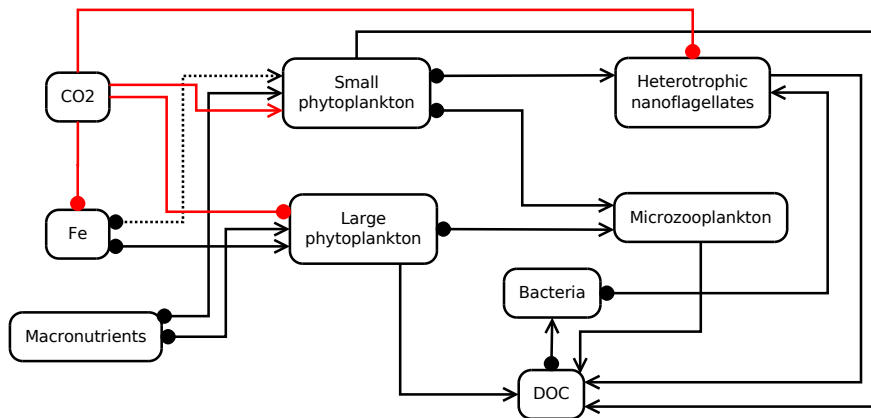 CO2
Small
phytoplankton
Heterotrophic
nanoflagellates
Fe
Large
phytoplankton
Microzooplankton
Bacteria
Macronutrients
DOC